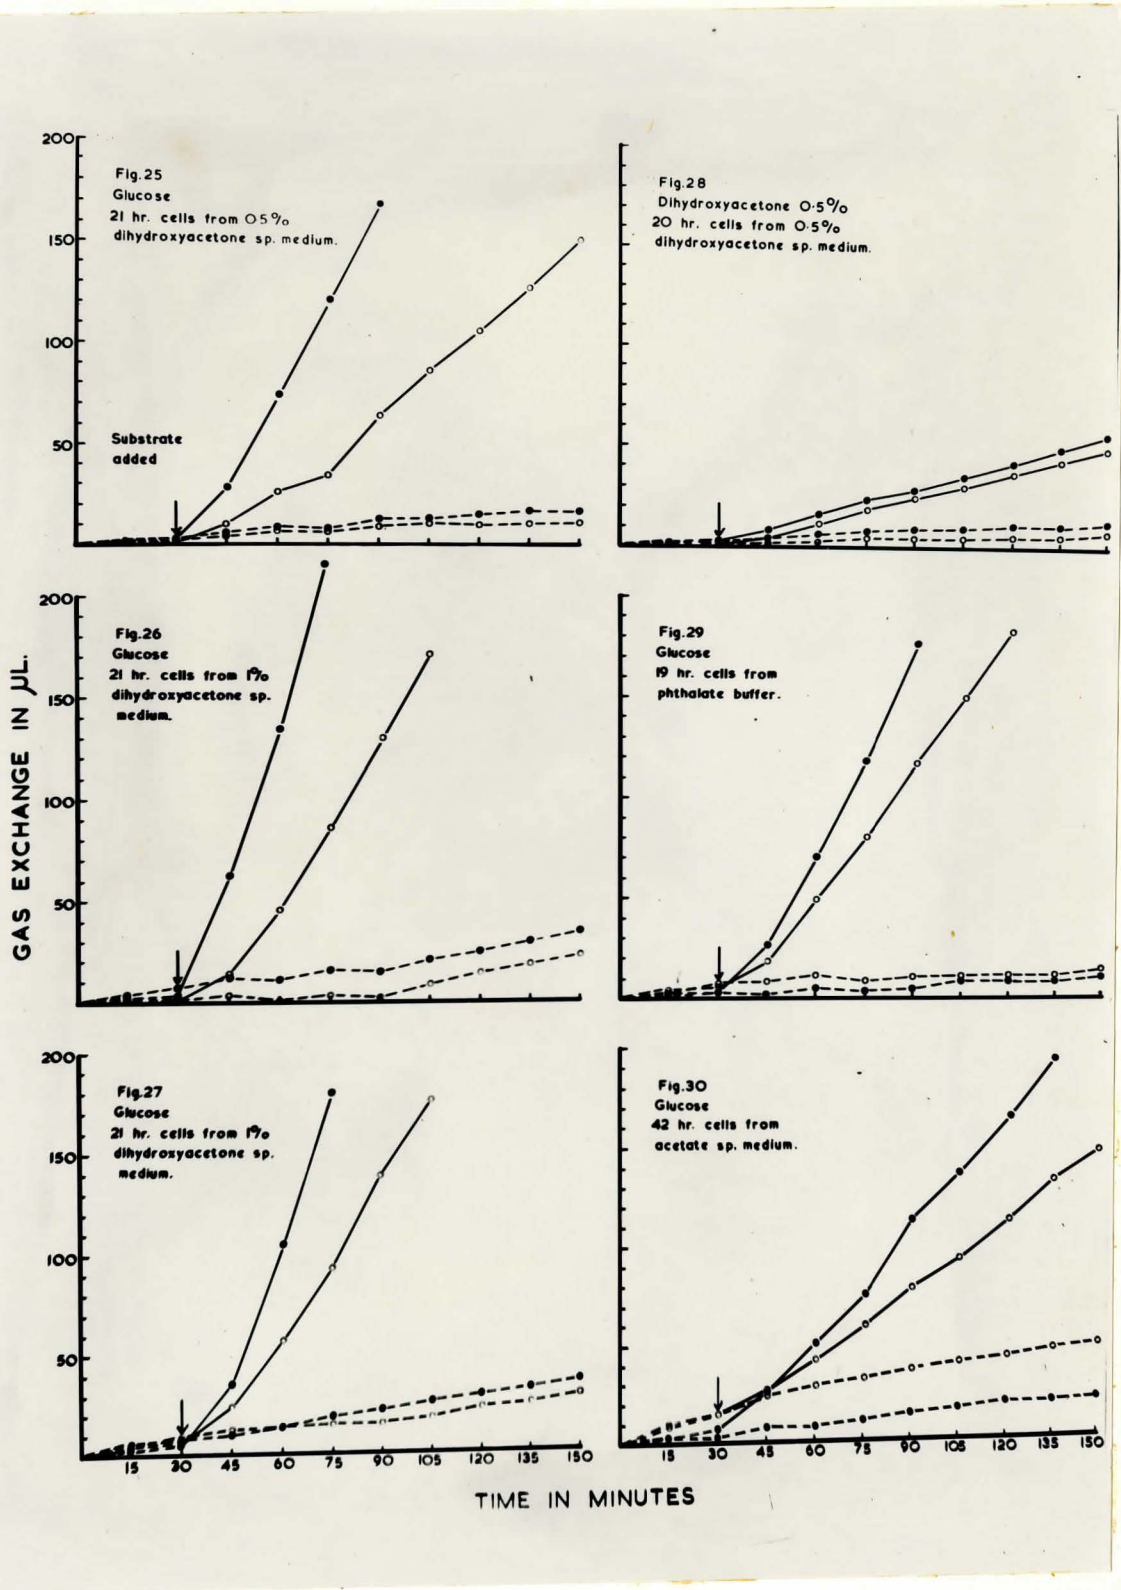 GAS EXCHANGE IN µL.
200
150
100
50
Fig.25
Glucose
21 hr. cells from 05%
dihydroxyacetone sp. medium.
Substrate
added
Fig.28
Dihydroxyacetone 0·5%
20 hr. cells from 0·5%
dihydroxyacetone sp. medium.
200
150
100
50
Fig.26
Glucose
21 hr. cells from 1%
dihydroxyacetone sp.
medium.
Fig.29
Glucose
19 hr. cells from
phthalate buffer.
200
150
100
50
Fig.27
Glucose
21 hr. cells from 1%
dihydroxyacetone sp.
medium.
15 30 45 60 75 90 105 120 135 150
Fig.30
Glucose
42 hr. cells from
acetate sp. medium.
15 30 45 60 75 90 105 120 135 150
TIME IN MINUTES